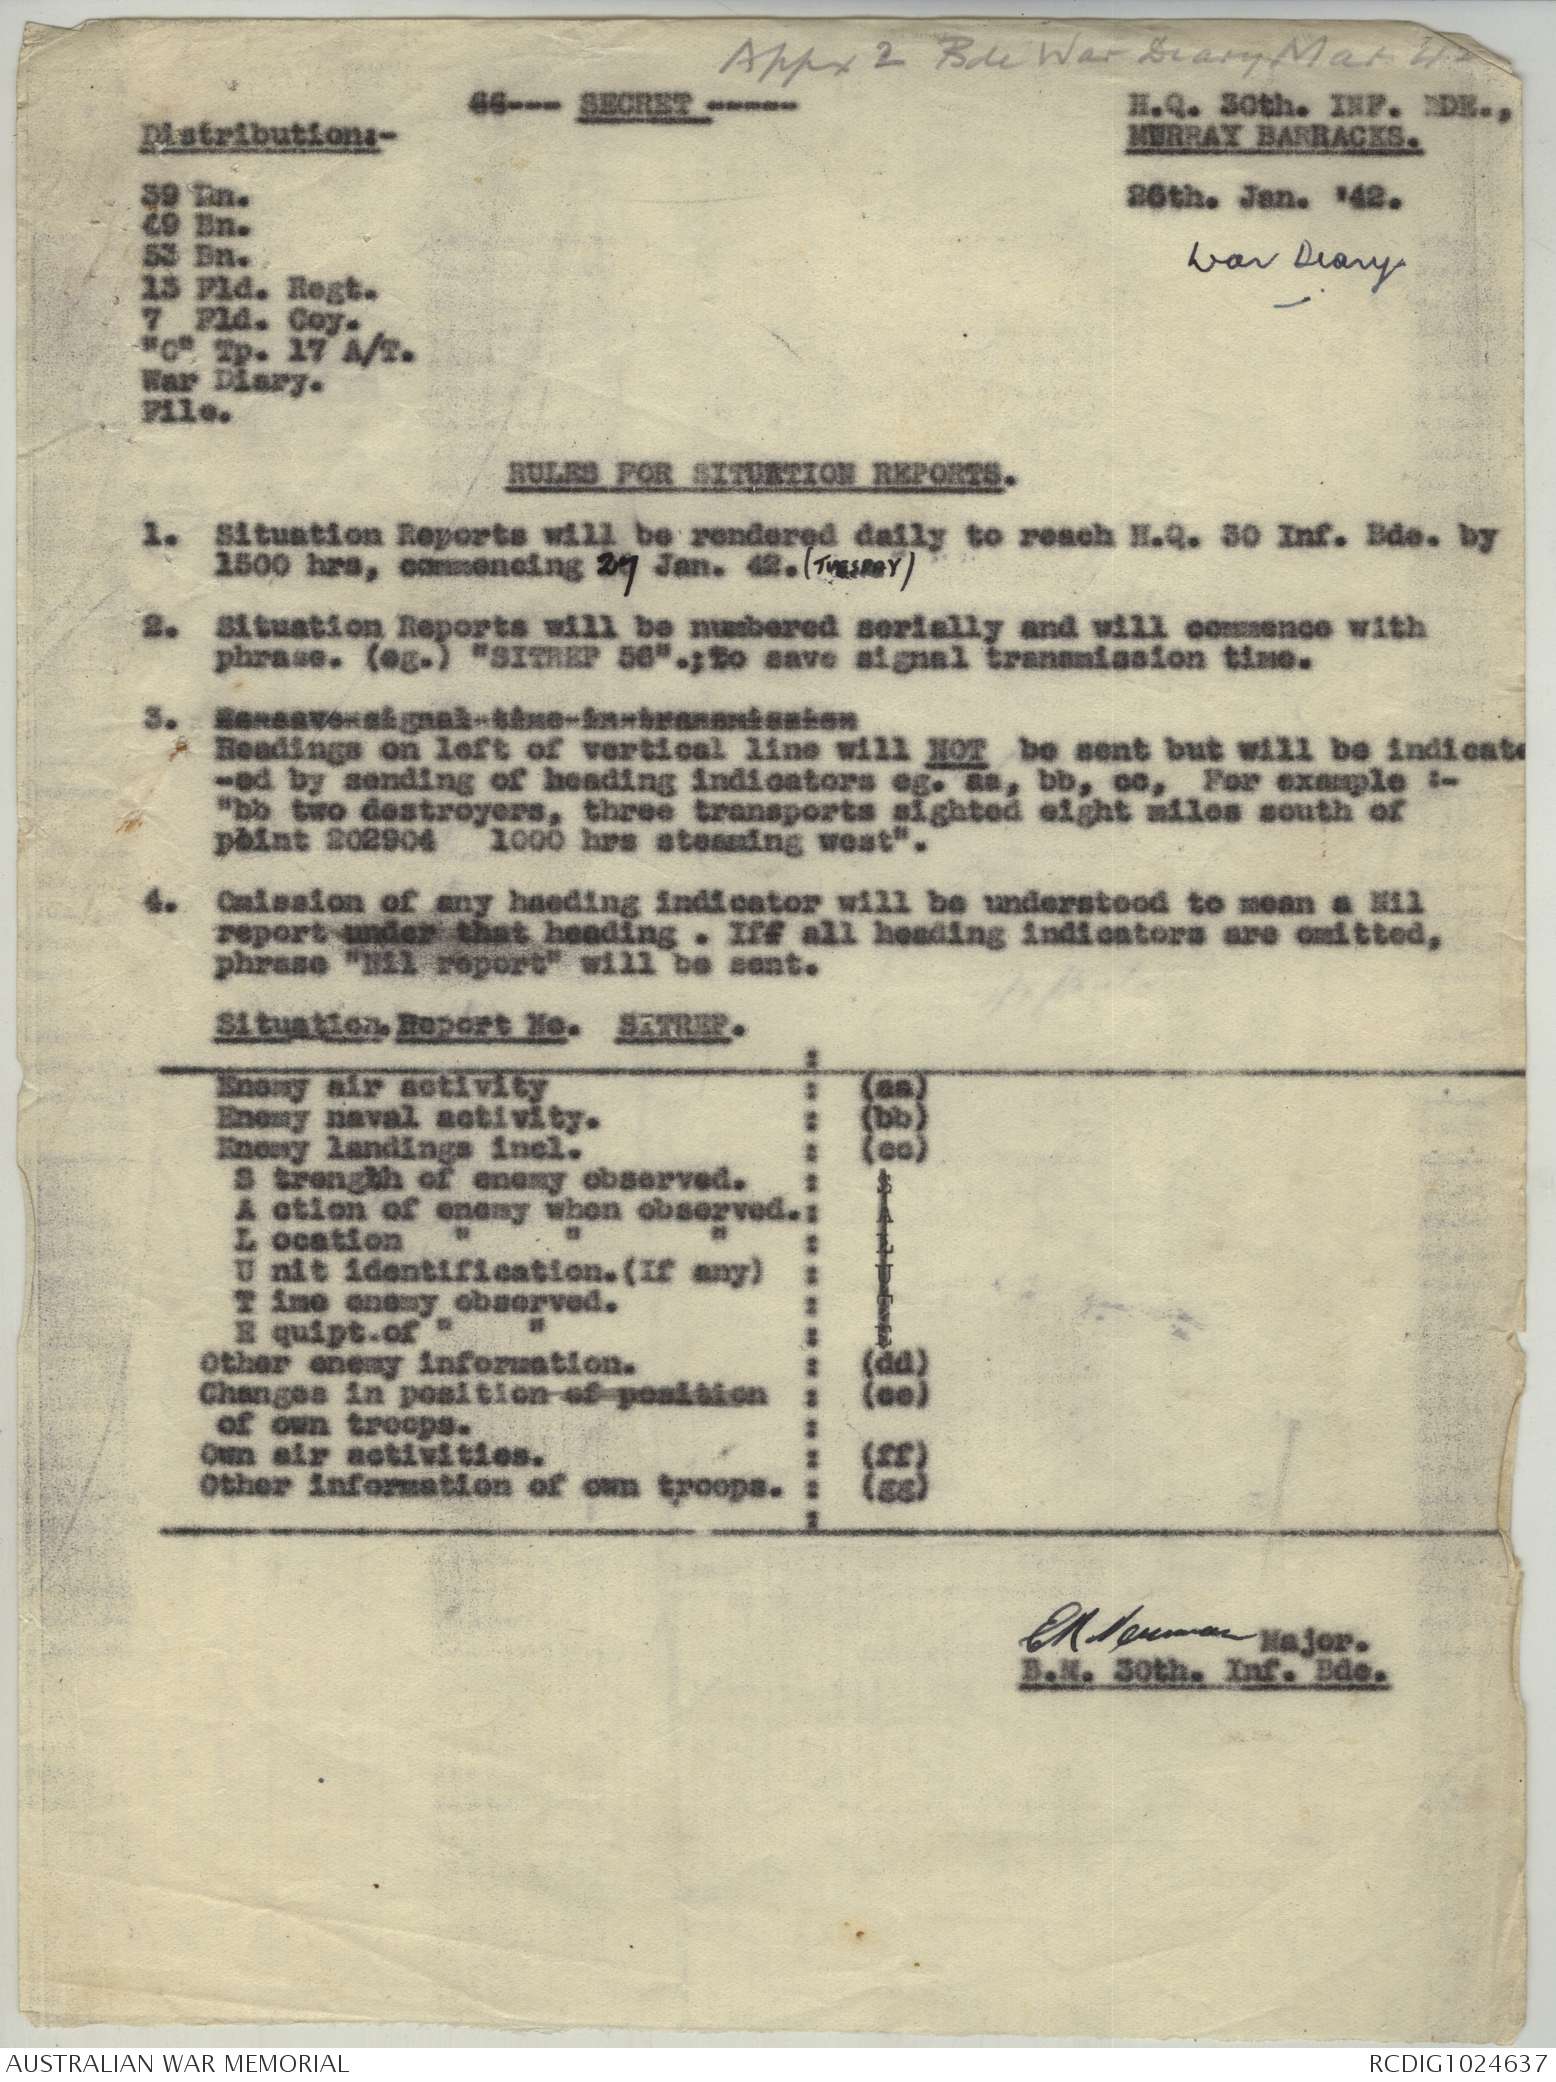 Appx 2 Bde War Diary Mar 42
66--- SECRET -----
H.Q. 30th. INF. BDE.,
Distribution:-
MURRAY BARRACKS.
39 Bn.
26th. Jan. '42.
49 Bn.
53 Bn.
War Diary.
13 Fld. Regt.
7 Fld. Coy.
"C" Tp. 17 A/T.
War Diary.
File.
RULES FOR SITUATION REPORTS.
1. Situation Reports will be rendered daily to reach H.Q. 30 Inf. Bde. by
1500 hrs, commencing 27 Jan. 42. (TUESDAY)
2. Situation Reports will be numbered serially and will commence with
phrase. (eg.) "SITREP 56".;to save signal transmission time.
3. save signal time in transmission
Headings on left of vertical line will NOT be sent but will be indicate
-ed by sending of heading indicators eg. aa, bb, cc, For example :-
"bb two destroyers, three transports sighted eight miles south of
point 202904 1000 hrs steaming west".
4. Omission of any haeding indicator will be understood to mean a Nil
report under that heading . Iff all heading indicators are omitted,
phrase "Nil report" will be sent.
Situation.Report No. SITREP.
:
Enemy air activity : (aa)
Enemy naval activity. : (bb)
Enemy landings incl. : (cc)
S trength of enemy observed. : S
A ction of enemy when observed.: A
L ocation " " " : L
U nit identification.(If any) : U
T ime enemy observed. : T
E quipt.of " " : E
Other enemy information. : (dd)
Changes in position of position : (ee)
of own troops. :
Own air activities. : (ff)
Other information of own troops. : (gg)
:
Major.
B.M. 30th. Inf. Bde.
AUSTRALIAN WAR MEMORIAL
RCDIG1024637